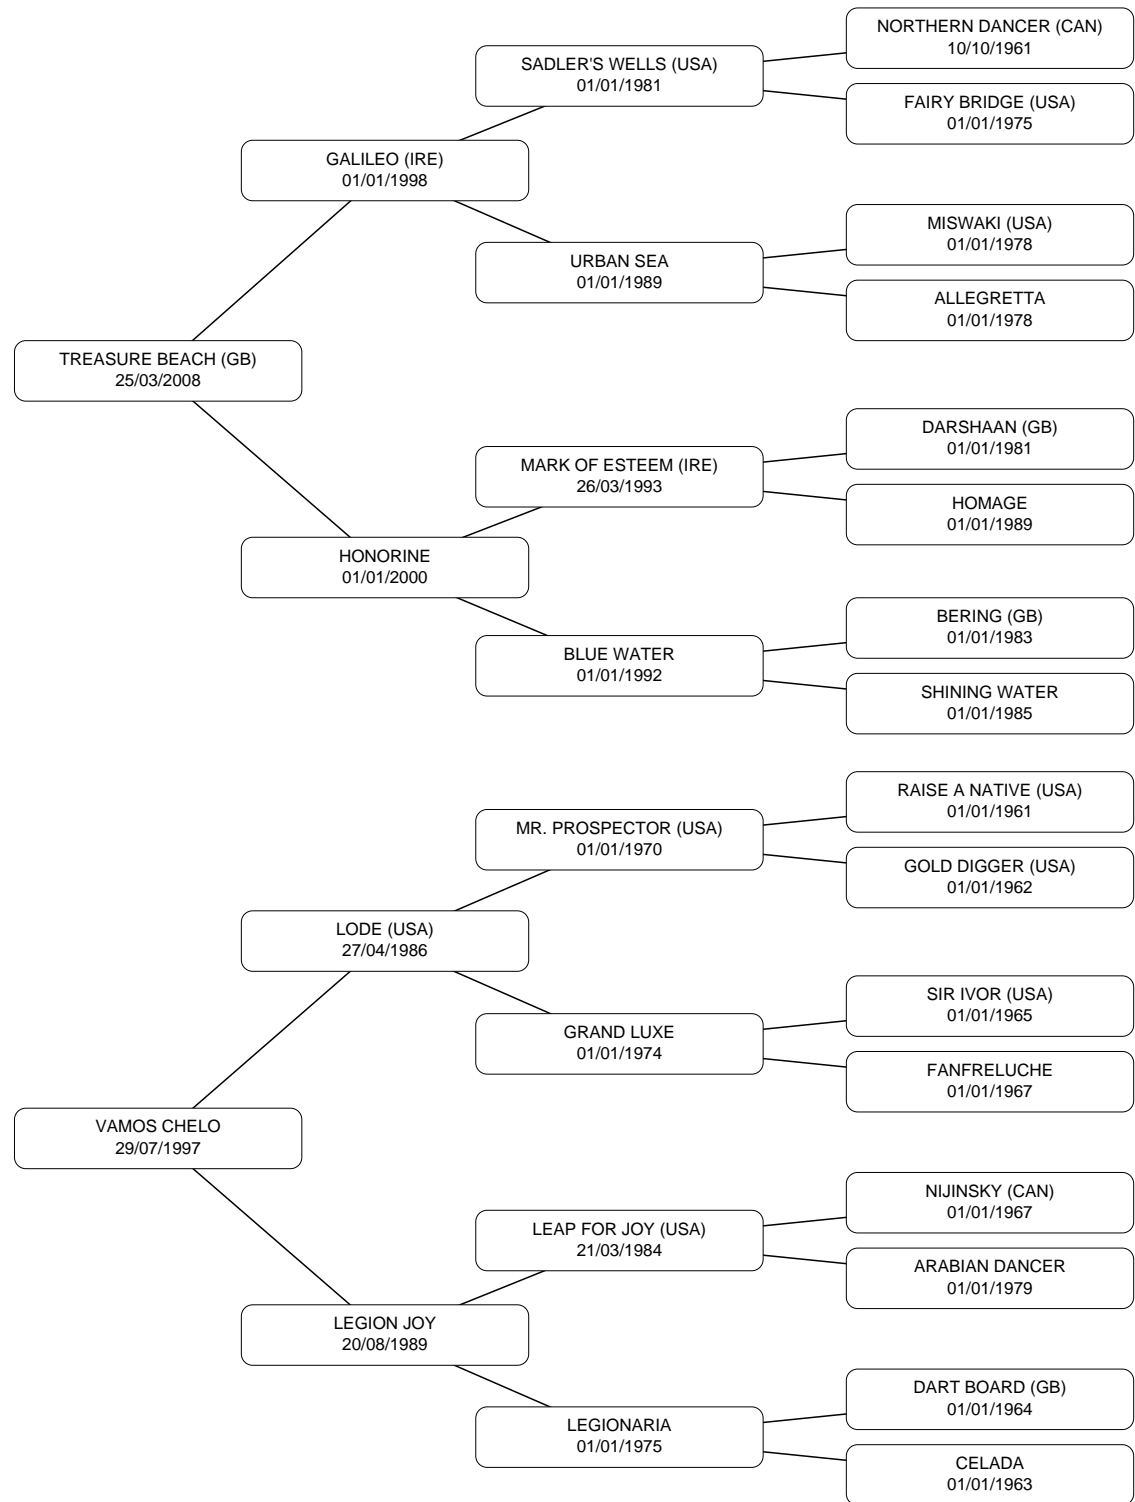 NORTHERN DANCER (CAN)
10/10/1961
SADLER'S WELLS (USA)
01/01/1981
FAIRY BRIDGE (USA)
01/01/1975
GALILEO (IRE)
01/01/1998
MISWAKI (USA)
01/01/1978
URBAN SEA
01/01/1989
ALLEGRETTA
01/01/1978
TREASURE BEACH (GB)
25/03/2008
DARSHAAN (GB)
01/01/1981
MARK OF ESTEEM (IRE)
26/03/1993
HOMAGE
01/01/1989
HONORINE
01/01/2000
BERING (GB)
01/01/1983
BLUE WATER
01/01/1992
SHINING WATER
01/01/1985
RAISE A NATIVE (USA)
01/01/1961
MR. PROSPECTOR (USA)
01/01/1970
GOLD DIGGER (USA)
01/01/1962
LODE (USA)
27/04/1986
SIR IVOR (USA)
01/01/1965
GRAND LUXE
01/01/1974
FANFRELUCHE
01/01/1967
VAMOS CHELO
29/07/1997
NIJINSKY (CAN)
01/01/1967
LEAP FOR JOY (USA)
21/03/1984
ARABIAN DANCER
01/01/1979
LEGION JOY
20/08/1989
DART BOARD (GB)
01/01/1964
LEGIONARIA
01/01/1975
CELADA
01/01/1963